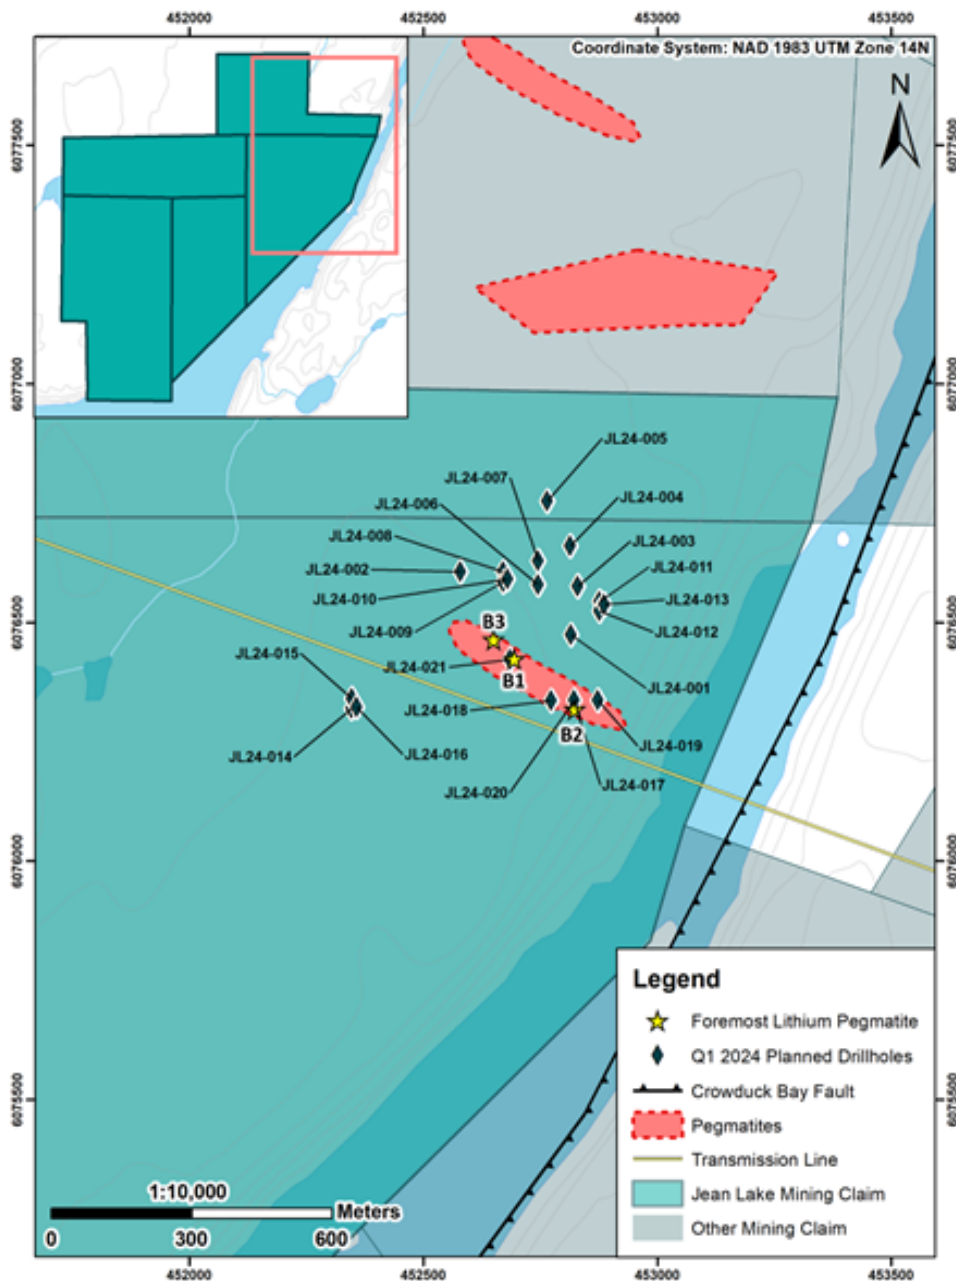 452000
452500
453000
453500
Coordinate System: NAD 1983 UTM Zone 14N
N
6077500
6077500
6077000
6077000
JL24-005
JL24-007
JL24-004
JL24-006
JL24-008
JL24-003
JL24-002
JL24-011
JL24-010
JL24-013
6076500
6076500
JL24-009
B3
JL24-012
JL24-015
JL24-021
B1
JL24-001
JL24-018
B2
JL24-019
JL24-014
JL24-016
JL24-020
JL24-017
6076000
6076000
Legend
Foremost Lithium Pegmatite
Q1 2024 Planned Drillholes
Crowduck Bay Fault
6075500
6075500
Pegmatites
Transmission Line
Jean Lake Mining Claim
Other Mining Claim
1:10,000
Meters
0
300
600
452000
452500
453000
453500